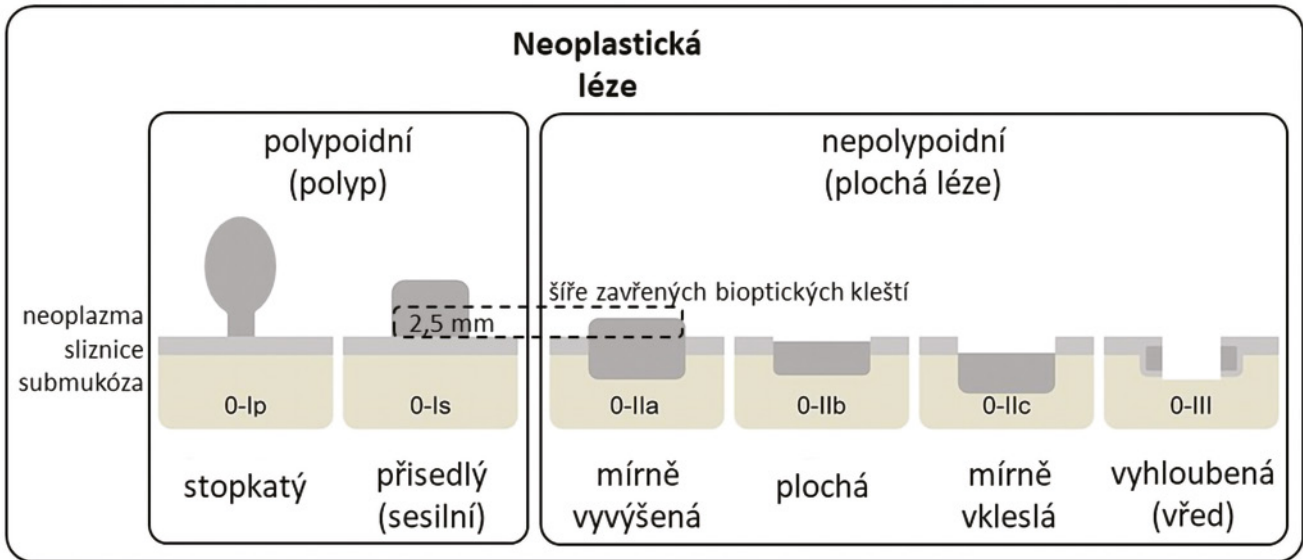 Neoplastická
léze
polypoidní
(polyp)
nepolypoidní
(plochá léze)
šíře zavřených bioptických kleští
2,5 mm
neoplazma
sliznice
submukóza
0-Ip
0-Is
0-IIa
0-IIb
0-IIc
0-III
stopkatý
přisedlý
(sesilní)
mírně
vyvýšená
plochá
mírně
vkleslá
vyhloubená
(vřed)